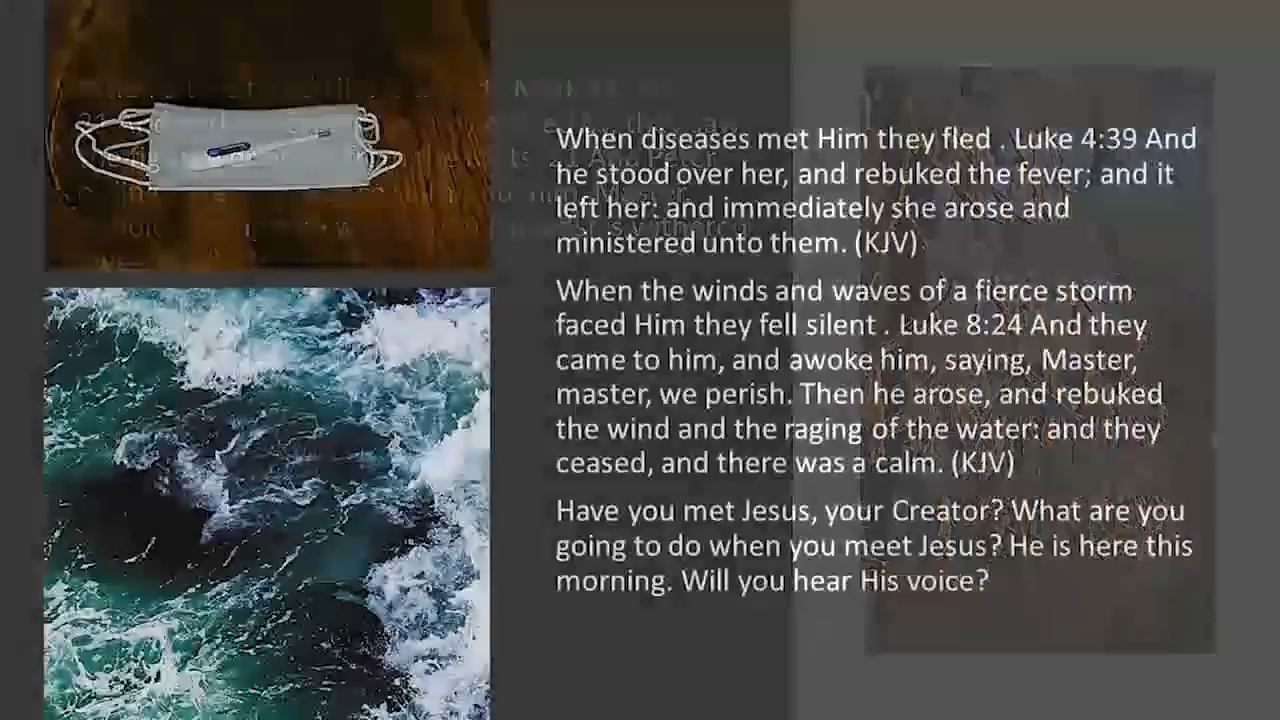 When diseases met Him they fled . Luke 4:39 And
he stood over her, and rebuked the fever; and it
left her: and immediately she arose and
ministered unto them. (KJV)
When the winds and waves of a fierce storm
faced Him they fell silent . Luke 8:24 And they
came to him, and awoke him, saying, Master,
master, we perish. Then he arose, and rebuked
the wind and the raging of the water: and they
ceased, and there was a calm. (KJV)
Have you met Jesus, your Creator? What are you
going to do when you meet Jesus? He is here this
morning. Will you hear His voice?